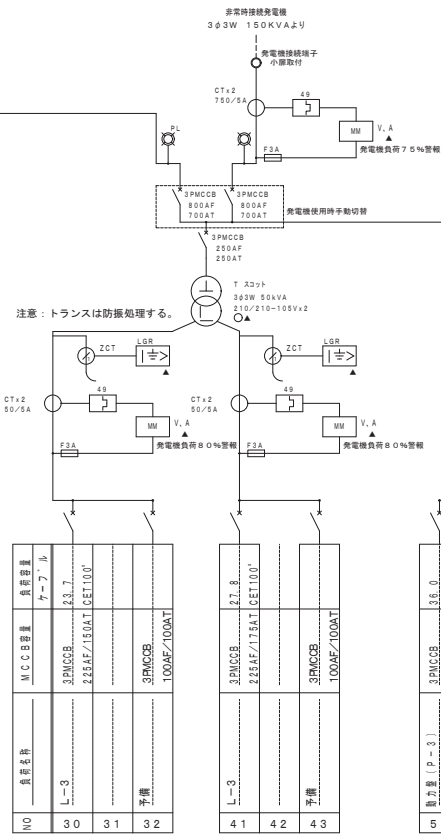 非常時接続発電機
3φ3W 150KVAより
発電機接続端子
小扉取付
CTx2
750/5A
49
MM
V、A
▲
発電機負荷75%警報
F3A
PL
3PMCCB
800AF
700AT
3PMCCB
800AF
700AT
発電機使用時手動切替
3PMCCB
250AF
250AT
T スコット
3φ3W 50kVA
210/210-105Vx2
○▲
注意：トランスは防振処理する。
ZCT
LGR
▲
CTx2
50/5A
49
MM
V、A
▲
発電機負荷80%警報
F3A
ZCT
LGR
▲
CTx2
50/5A
49
MM
V、A
▲
発電機負荷80%警報
F3A
NO
負荷名称
MCCB容量
負荷容量
ケーブル
30
L-3
3PMCCB
225AF/150AT
23.7
CET100°
31
32
予備
3PMCCB
100AF/100AT
41
L-3
3PMCCB
225AF/175AT
27.8
CET100°
42
43
予備
3PMCCB
100AF/100AT
5
動力盤(P-3)
3PMCCB
36.0